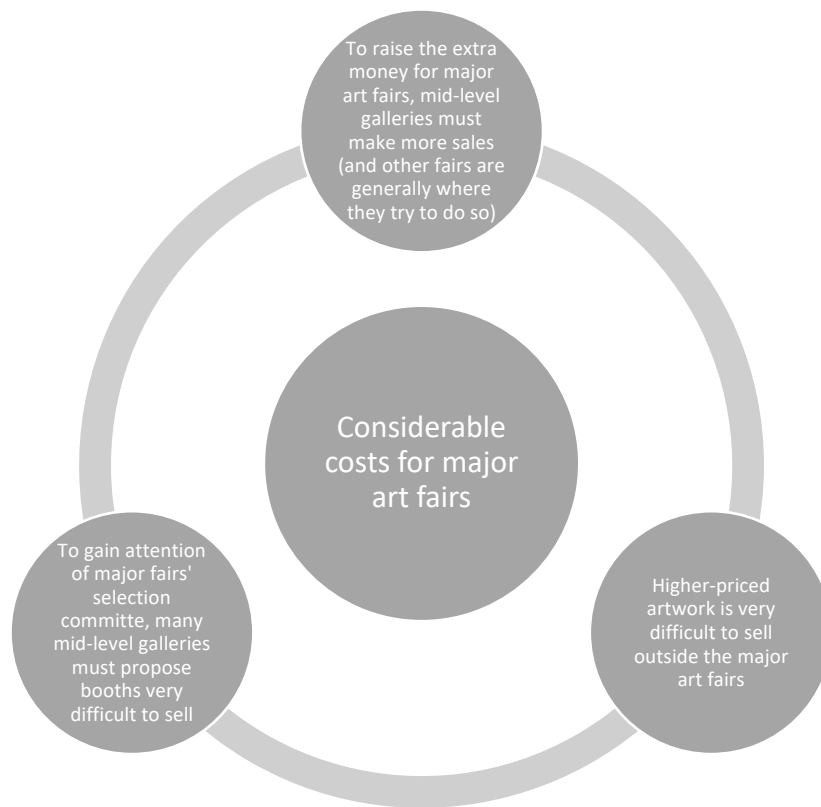 To raise the extra
money for major
art fairs, mid-level
galleries must
make more sales
(and other fairs are
generally where
they try to do so)
Considerable
costs for major
art fairs
To gain attention
of major fairs'
selection
committe, many
mid-level galleries
must propose
booths very
difficult to sell
Higher-priced
artwork is very
difficult to sell
outside the major
art fairs